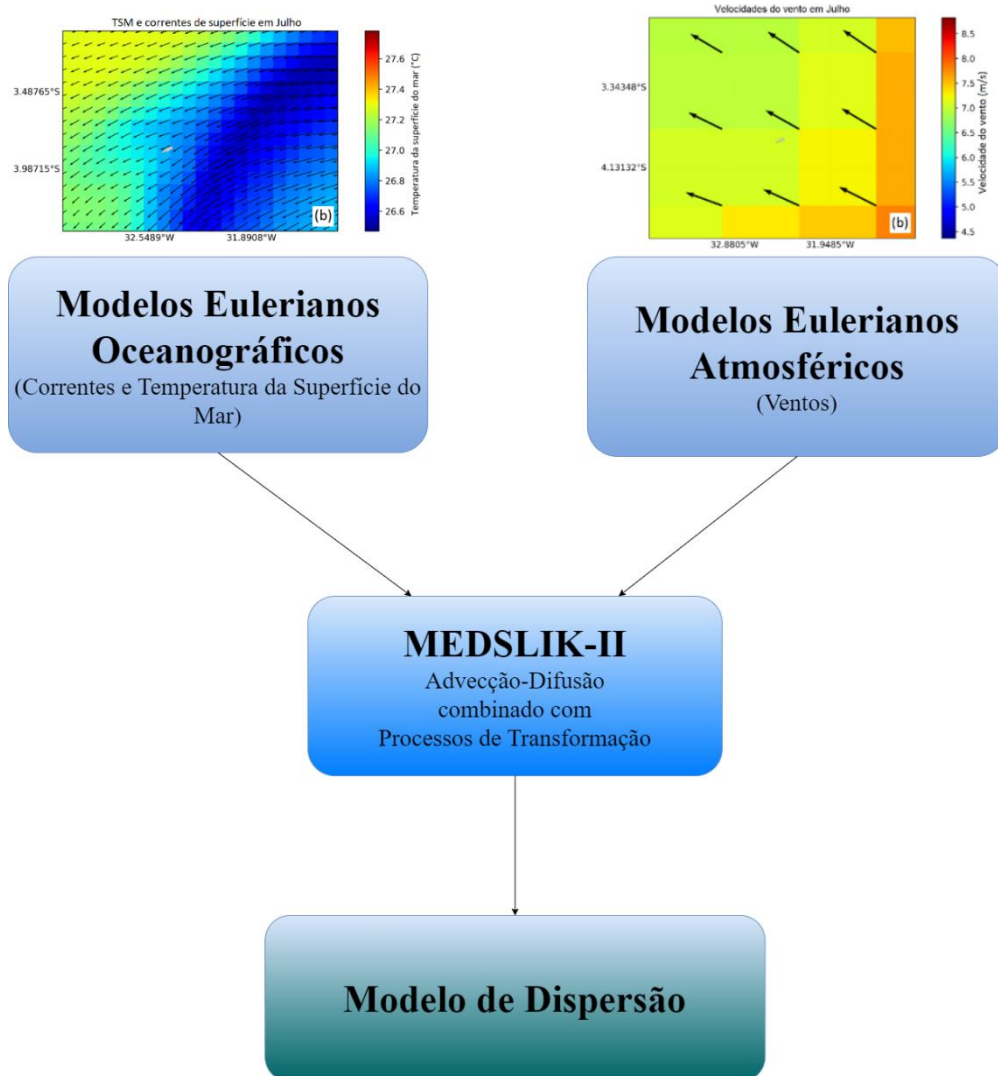 TSM e correntes de superfície em Julho
3.48765°S
3.98715°S
32.5489°W
31.8908°W
(b)
27.6
27.4
27.2
27.0
26.8
26.6
Temperatura da superfície do mar (°C)
Velocidades do vento em Julho
3.34348°S
4.13132°S
32.8805°W
31.9485°W
(b)
8.5
8.0
7.5
7.0
6.5
6.0
5.5
5.0
4.5
Velocidade do vento (m/s)
Modelos Eulerianos
Oceanográficos
(Correntes e Temperatura da Superfície do
Mar)
Modelos Eulerianos
Atmosféricos
(Ventos)
MEDSLIK-II
Advecção-Difusão
combinado com
Processos de Transformação
Modelo de Dispersão